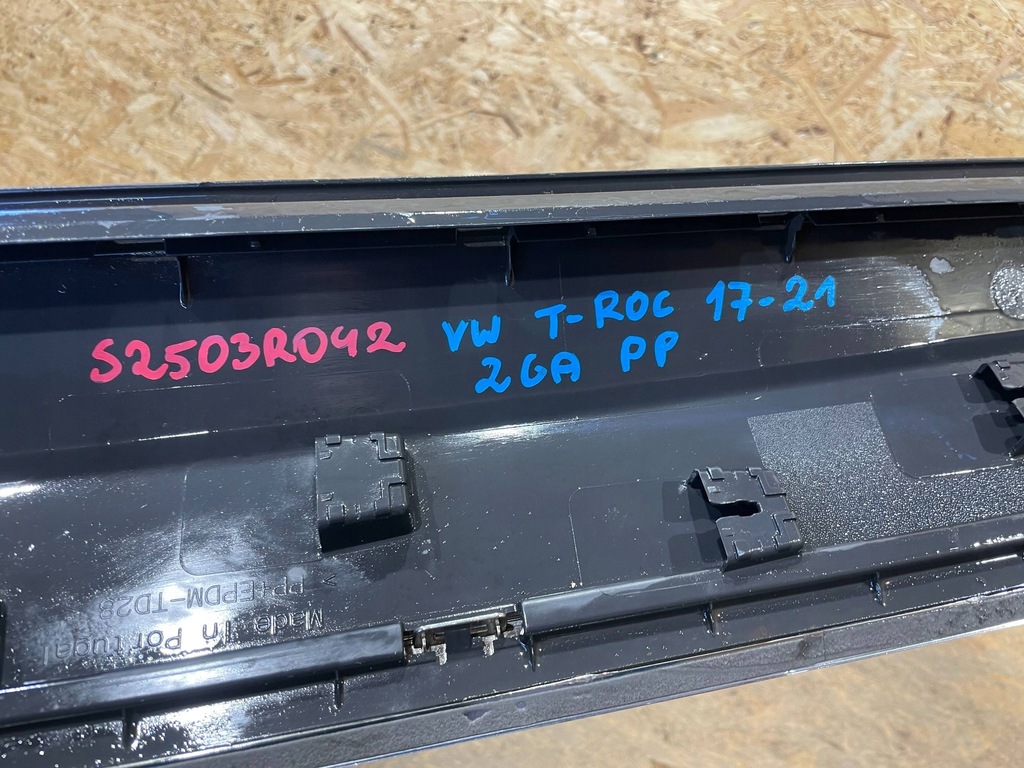 S2503R042 VW T-ROC 17-21
2GA PP
>PP+EPDM-TD28
Made In Portugal